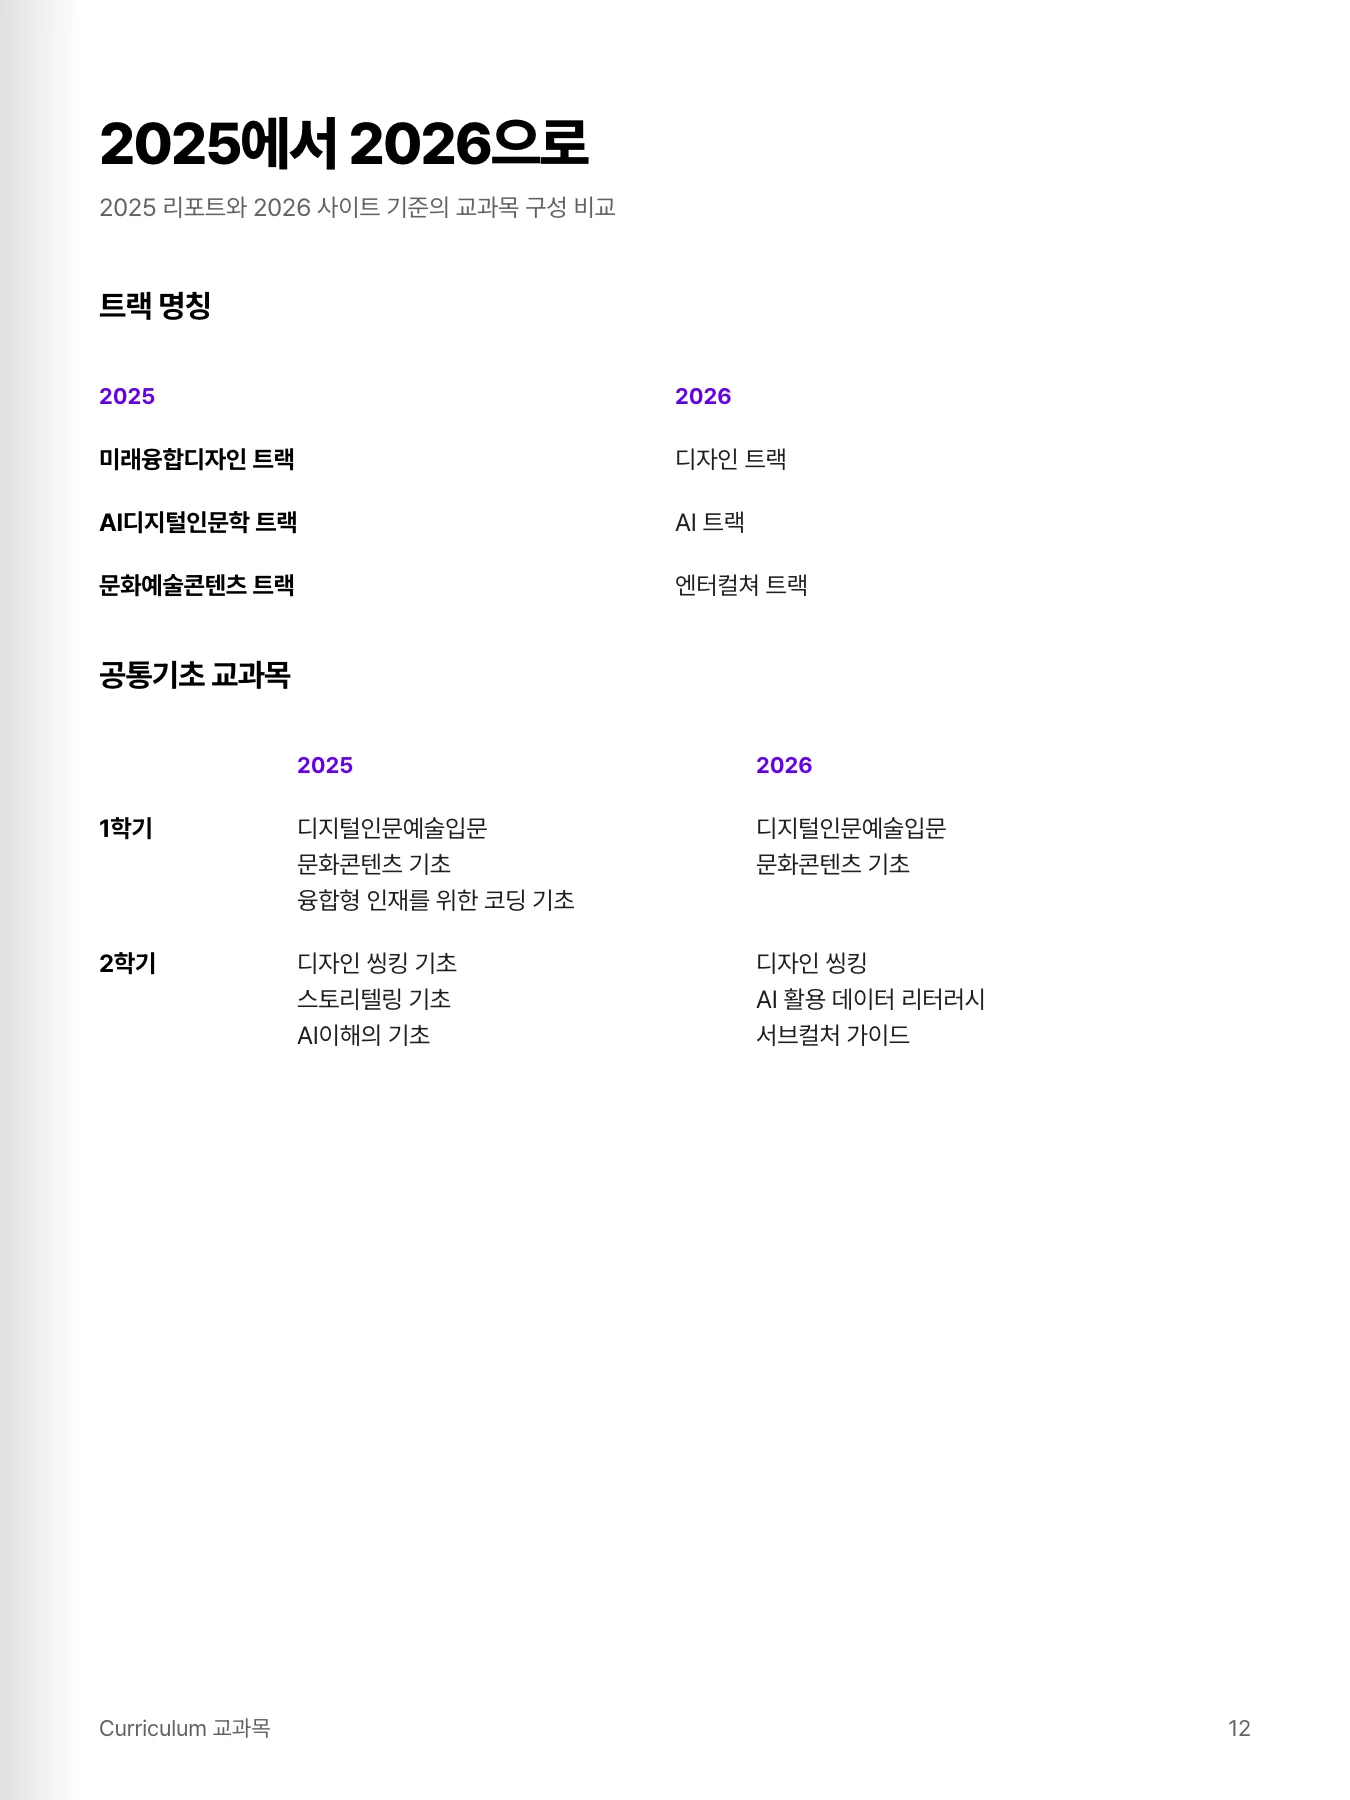 2025에서 2026으로
2025 리포트와 2026 사이트 기준의 교과목 구성 비교
트랙 명칭
2025 2026
미래융합디자인 트랙 디자인 트랙
AI디지털인문학 트랙 AI 트랙
문화예술콘텐츠 트랙 엔터컬쳐 트랙
공통기초 교과목
2025 2026
1학기 디지털인문예술입문 디지털인문예술입문
문화콘텐츠 기초 문화콘텐츠 기초
융합형 인재를 위한 코딩 기초
2학기 디자인 씽킹 기초 디자인 씽킹
스토리텔링 기초 AI 활용 데이터 리터러시
AI이해의 기초 서브컬처 가이드
Curriculum 교과목 12